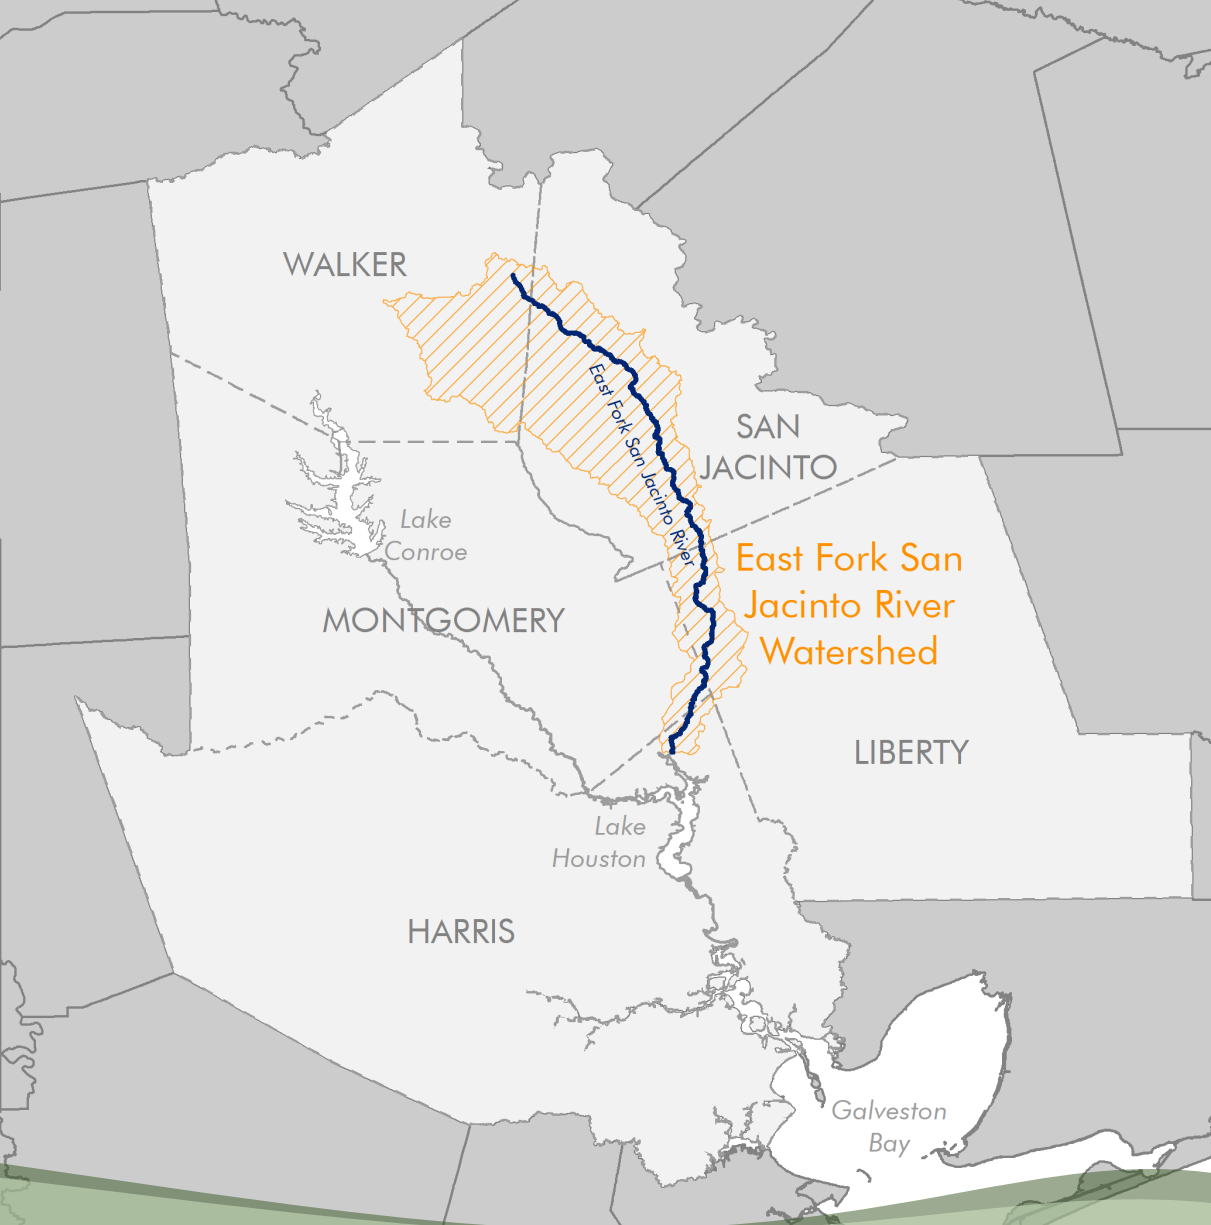 WALKER
East Fork San Jacinto River
SAN
JACINTO
Lake
Conroe
East Fork San
Jacinto River
Watershed
MONTGOMERY
LIBERTY
Lake
Houston
HARRIS
Galveston
Bay